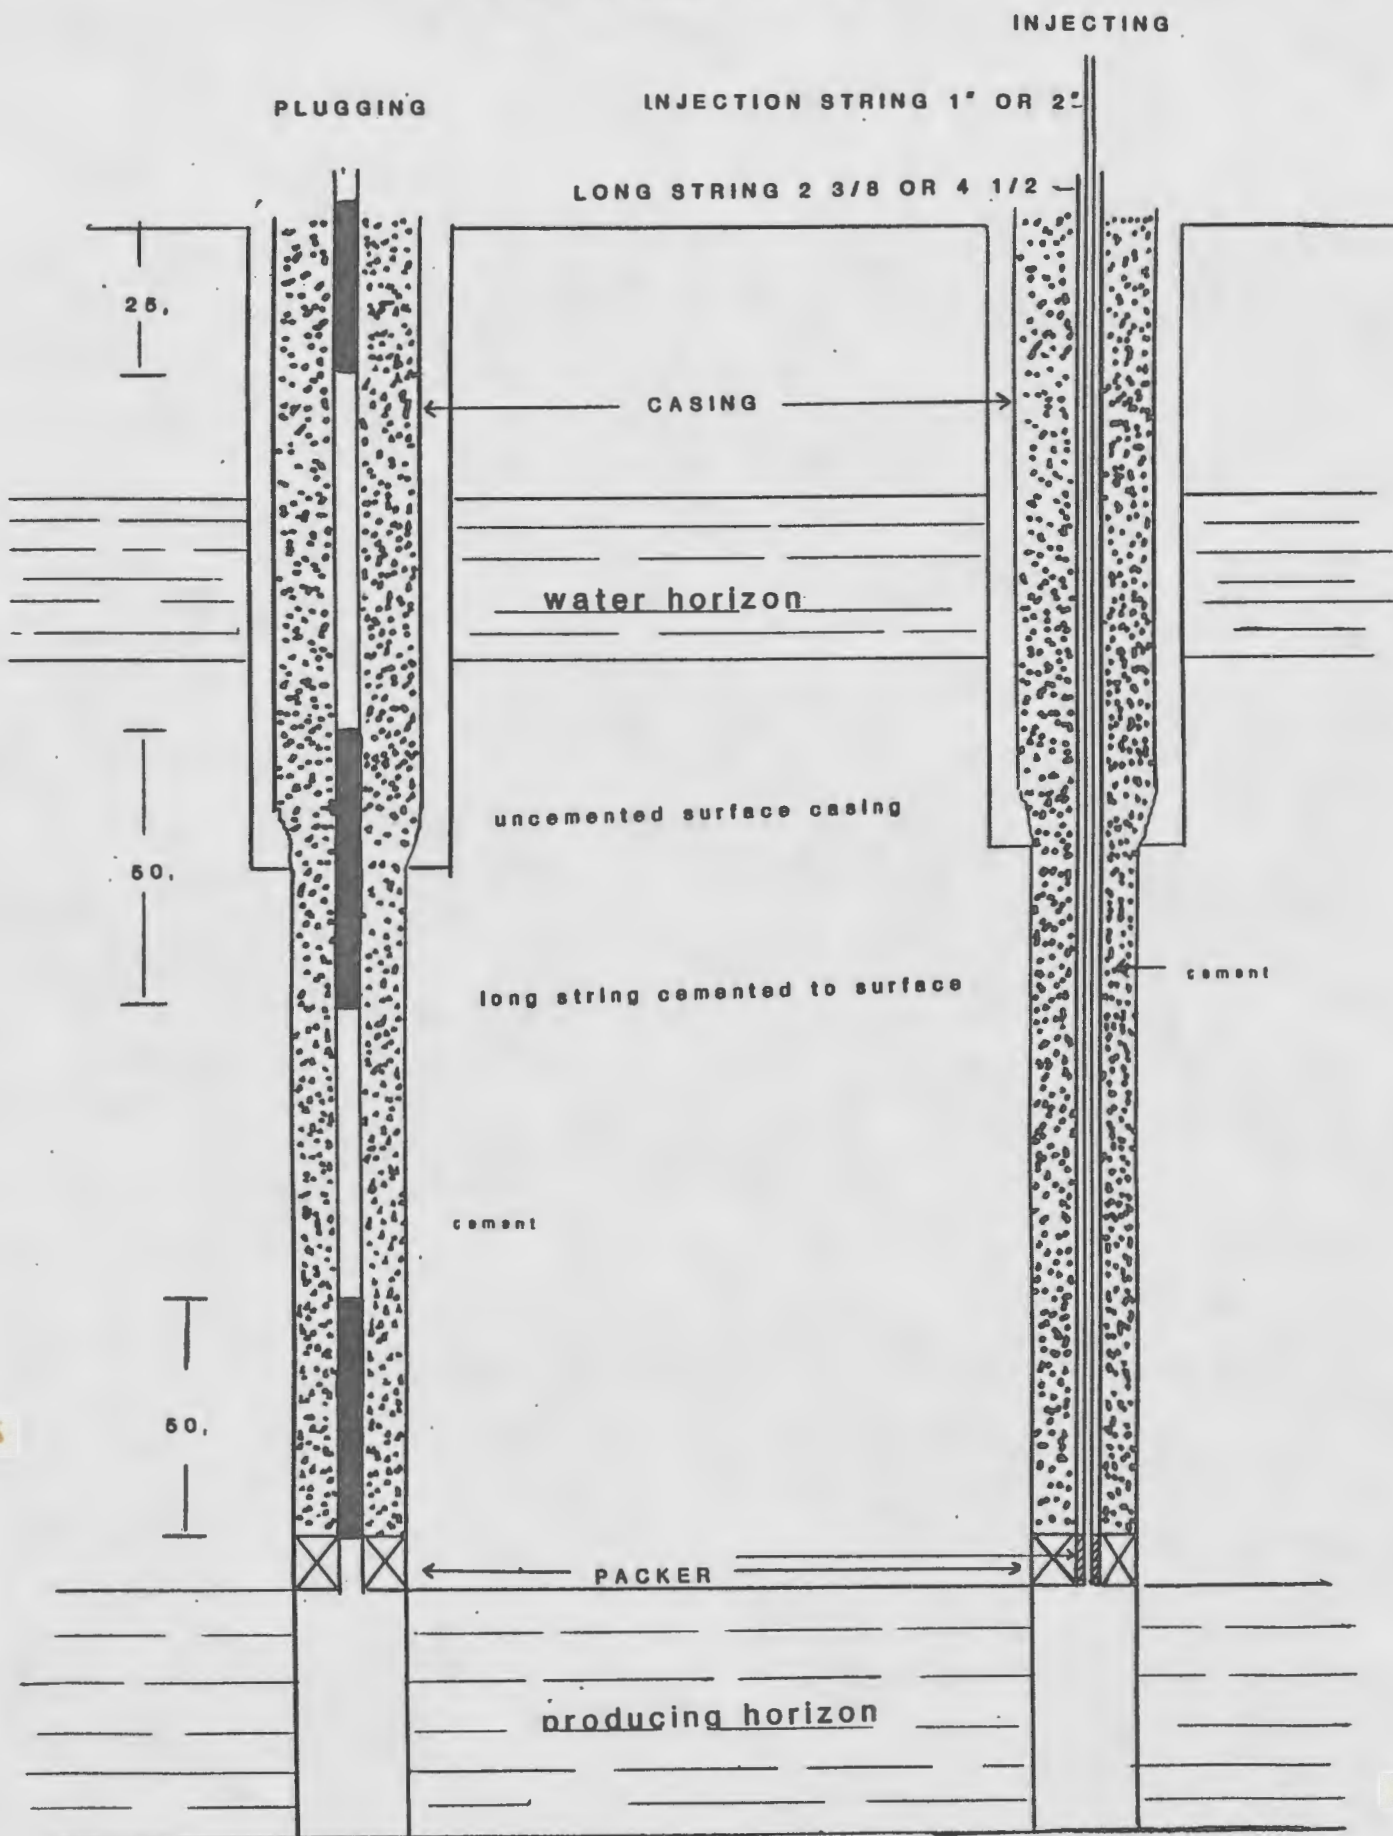 INJECTING
PLUGGING
INJECTION STRING 1" OR 2"
LONG STRING 2 3/8 OR 4 1/2
25,
CASING
water horizon
uncemented surface casing
50,
long string cemented to surface
cement
cement
50,
PACKER
producing horizon